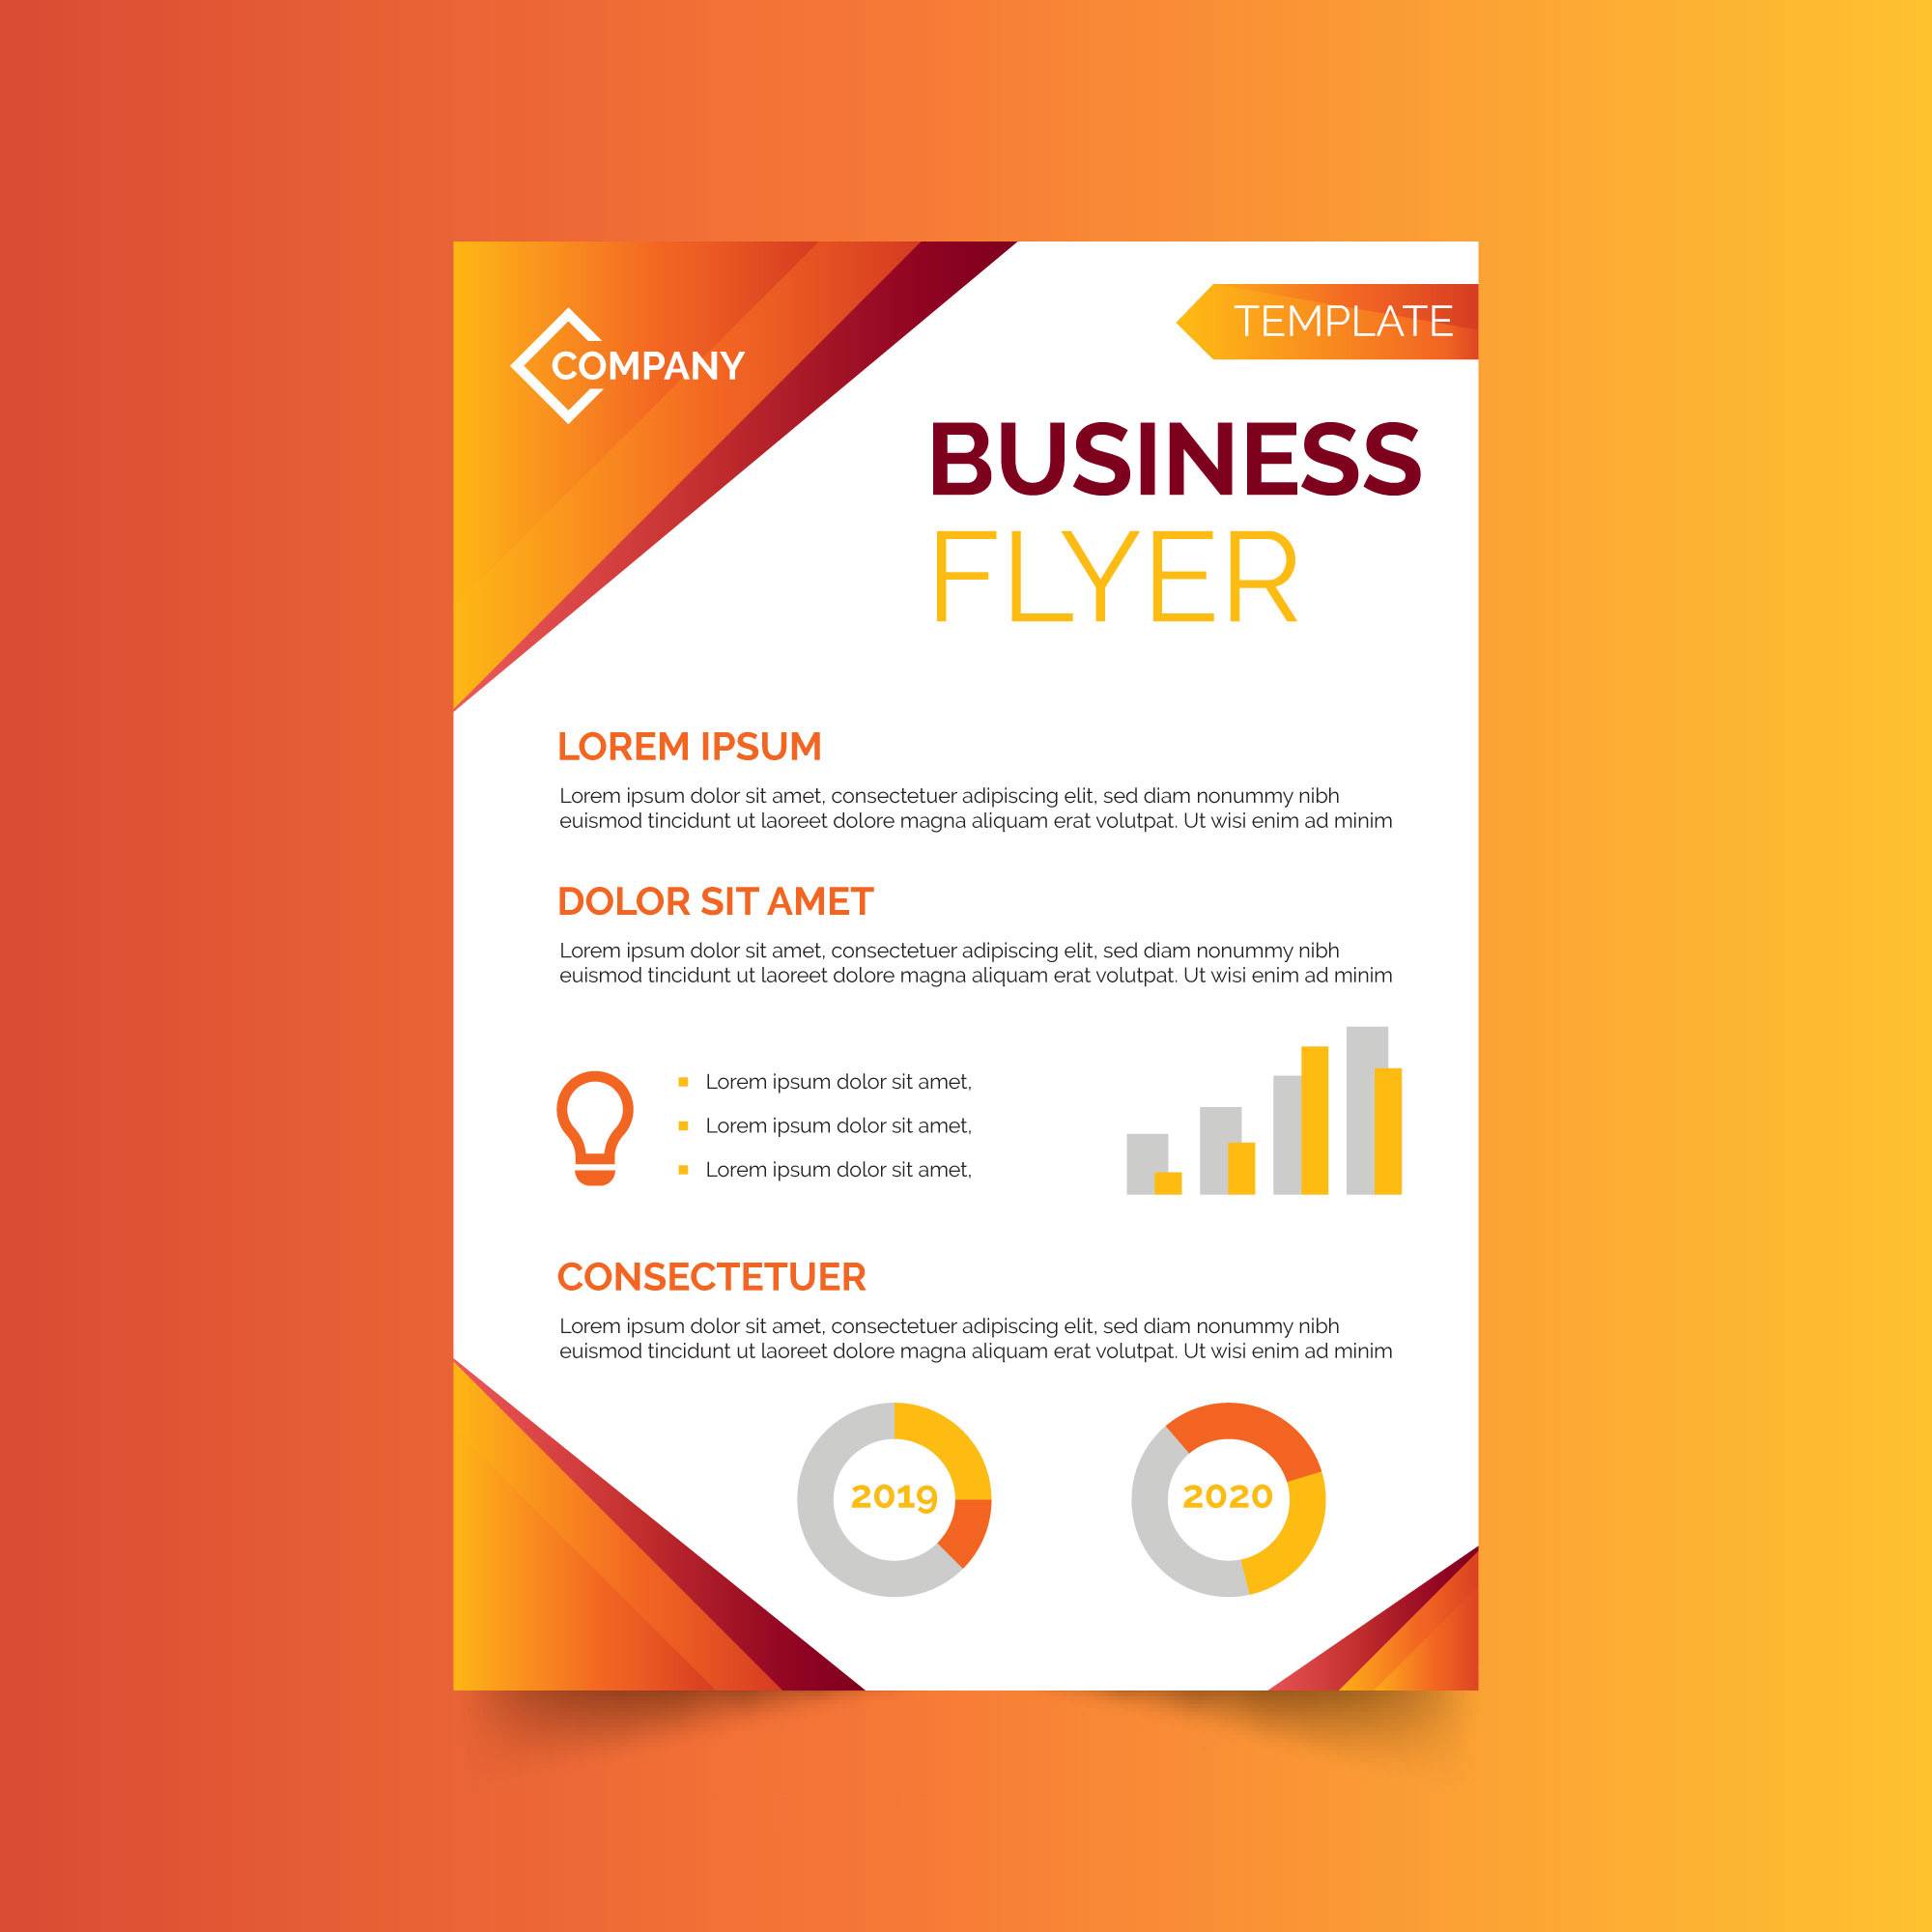 COMPANY
TEMPLATE
BUSINESS
FLYER
LOREM IPSUM
Lorem ipsum dolor sit amet, consectetuer adipiscing elit, sed diam nonummy nibh
euismod tincidunt ut laoreet dolore magna aliquam erat volutpat. Ut wisi enim ad minim
DOLOR SIT AMET
Lorem ipsum dolor sit amet, consectetuer adipiscing elit, sed diam nonummy nibh
euismod tincidunt ut laoreet dolore magna aliquam erat volutpat. Ut wisi enim ad minim
Lorem ipsum dolor sit amet,
Lorem ipsum dolor sit amet,
Lorem ipsum dolor sit amet,
CONSECTETUER
Lorem ipsum dolor sit amet, consectetuer adipiscing elit, sed diam nonummy nibh
euismod tincidunt ut laoreet dolore magna aliquam erat volutpat. Ut wisi enim ad minim
2019
2020